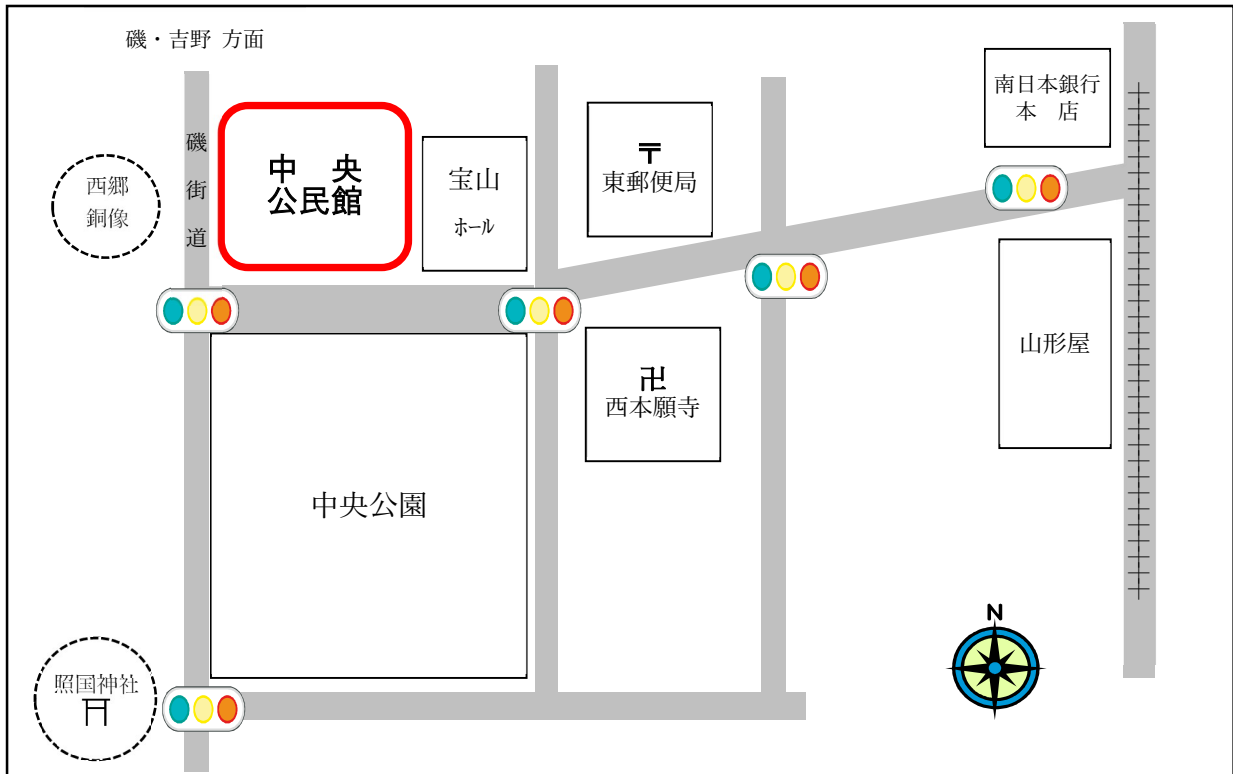 磯・吉野 方面
磯街道
西郷
銅像
中 央
公民館
宝山
ホール
〒
東郵便局
南日本銀行
本 店
卍
西本願寺
山形屋
中央公園
照国神社
N